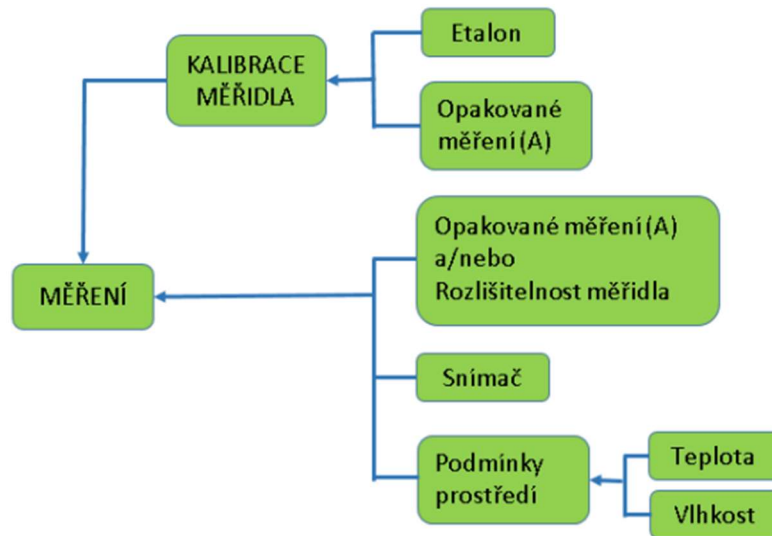 Etalon
KALIBRACE
MĚŘIDLA
Opakované
měření (A)
Opakované měření (A)
a/nebo
Rozlišitelnost měřidla
MĚŘENÍ
Snímač
Podmínky
prostředí
Teplota
Vlhkost